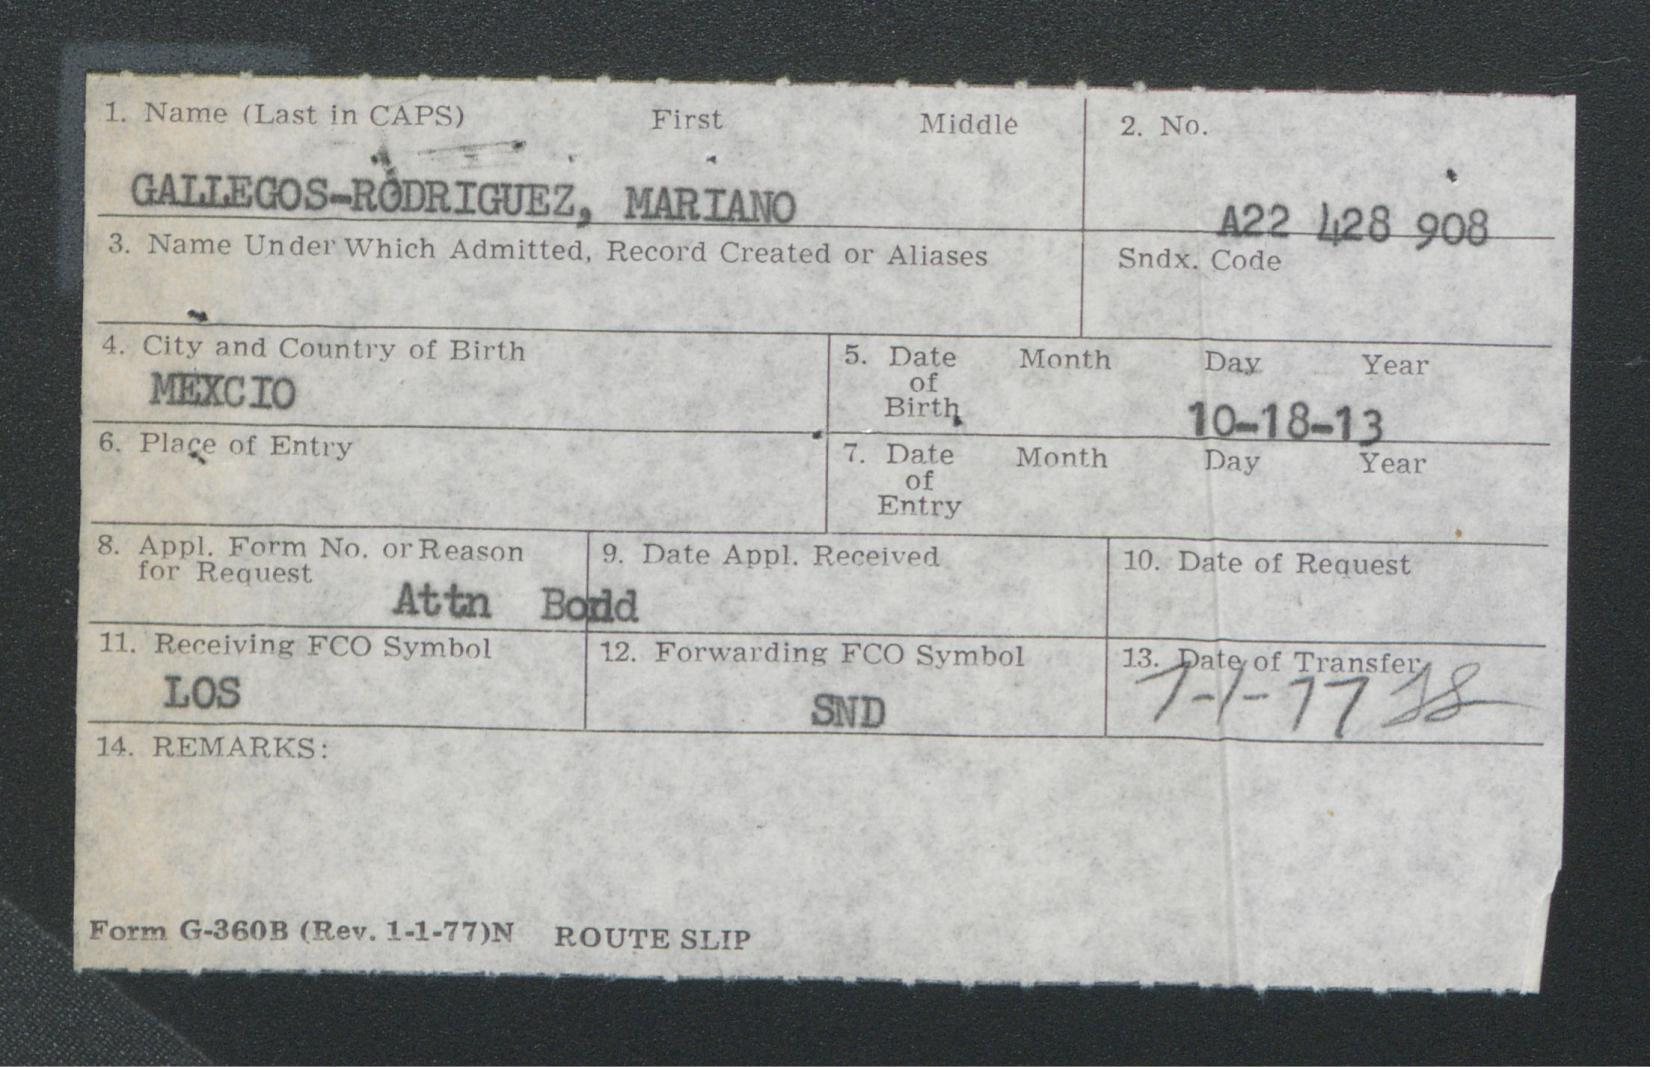 1. Name (Last in CAPS) First Middle 2. No.
GALLEGOS-RODRIGUEZ, MARIANO A22 428 908
3. Name Under Which Admitted, Record Created or Aliases Sndx. Code
4. City and Country of Birth 5. Date of Birth Month Day Year
MEXCIO 10-18-13
6. Place of Entry 7. Date of Entry Month Day Year
8. Appl. Form No. or Reason for Request 9. Date Appl. Received 10. Date of Request
Attn
11. Receiving FCO Symbol 12. Forwarding FCO Symbol 13. Date of Transfer
LOS SND 7-1-77
14. REMARKS:
Form G-360B (Rev. 1-1-77)N ROUTE SLIP